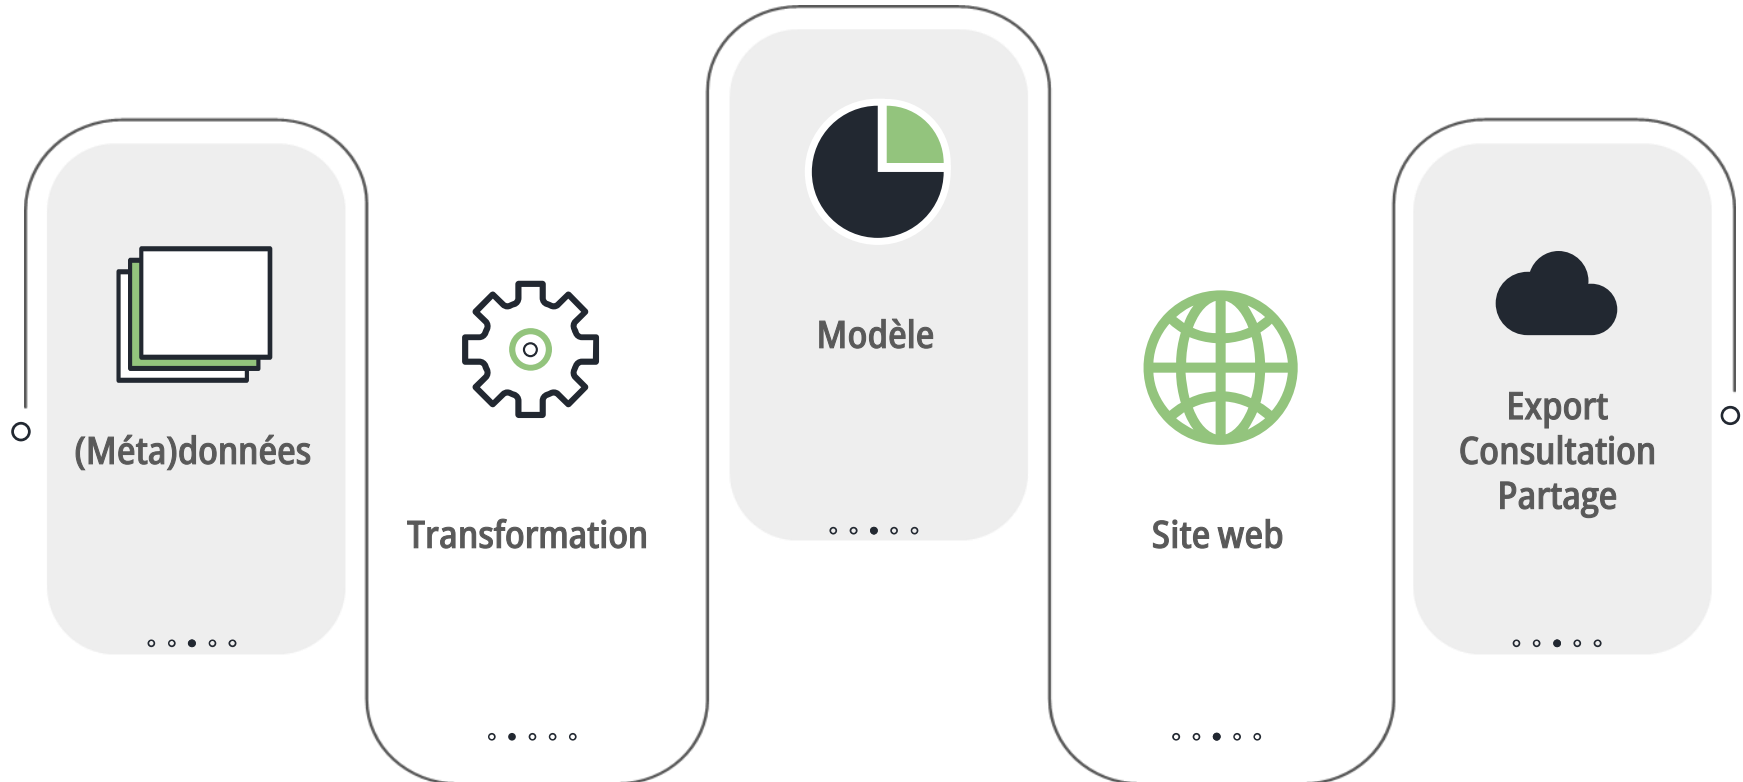 (Méta)données
Transformation
Modèle
Site web
Export
Consultation
Partage